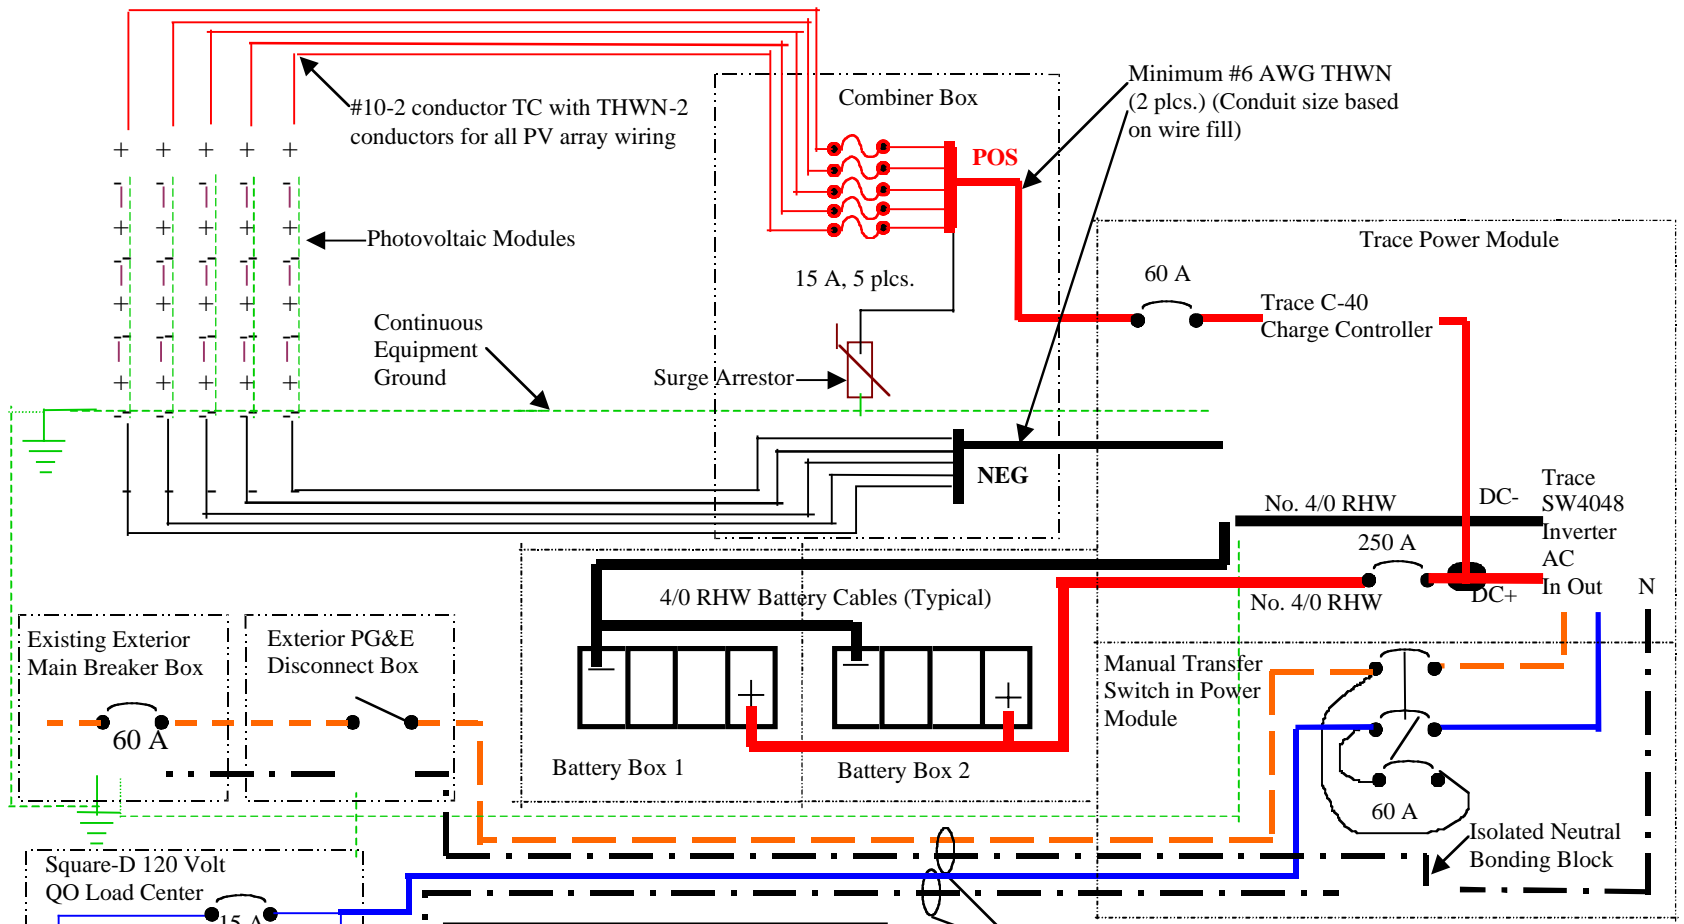 Minimum #6 AWG THWN
(2 plcs.) (Conduit size based
on wire fill)
Combiner Box
#10-2 conductor TC with THWN-2
conductors for all PV array wiring
POS
Photovoltaic Modules
Trace Power Module
15 A, 5 plcs.
60 A
Trace C-40
Charge Controller
Continuous
Equipment
Ground
Surge Arrestor
NEG
No. 4/0 RHW
DC-
Trace
SW4048
Inverter
AC
In Out
N
250 A
DC+
No. 4/0 RHW
4/0 RHW Battery Cables (Typical)
Existing Exterior
Main Breaker Box
Exterior PG&E
Disconnect Box
60 A
Manual Transfer
Switch in Power
Module
Battery Box 1
Battery Box 2
60 A
Isolated Neutral
Bonding Block
Square-D 120 Volt
QO Load Center
15 A